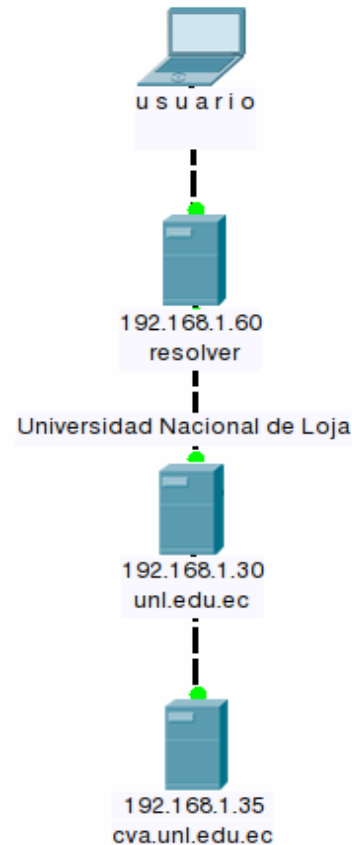 usuario
192.168.1.60
resolver
Universidad Nacional de Loja
192.168.1.30
unl.edu.ec
192.168.1.35
cva.unl.edu.ec